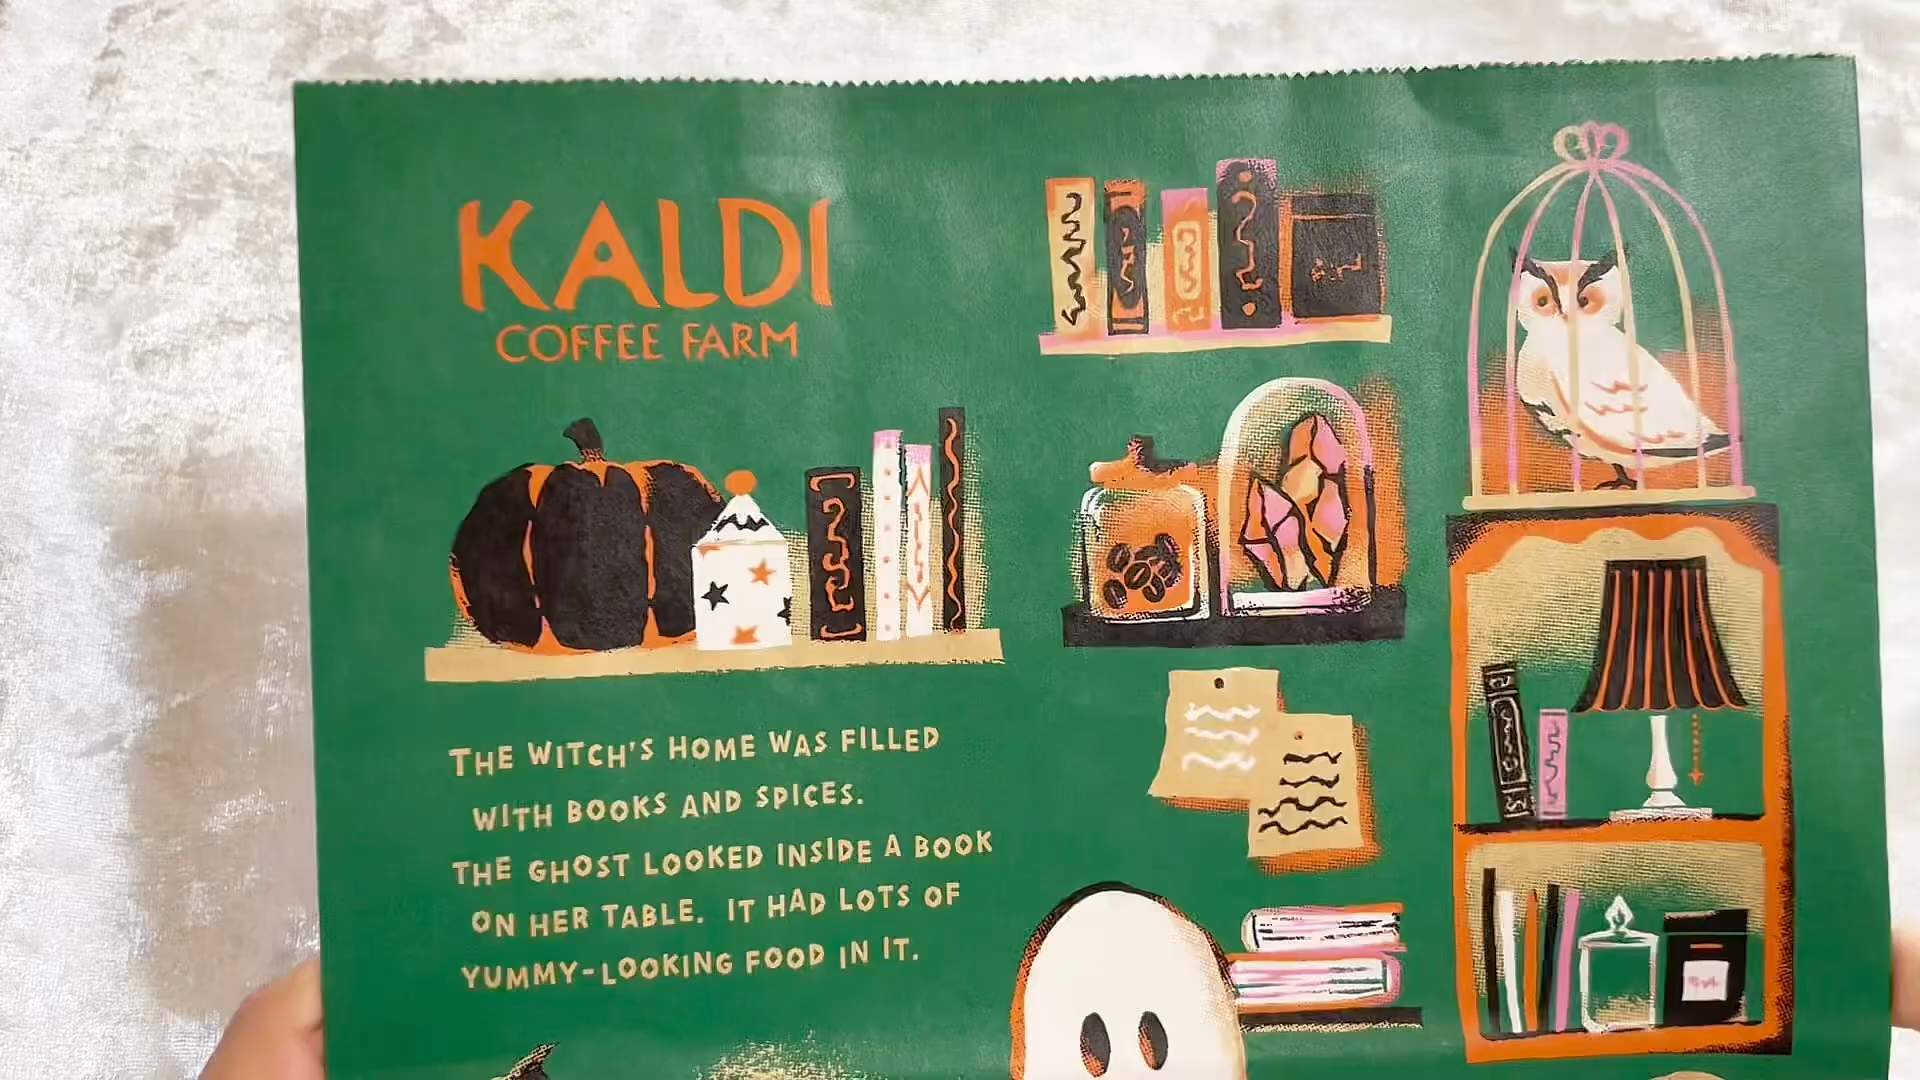 KALDI
COFFEE FARM
THE WITCH'S HOME WAS FILLED
WITH BOOKS AND SPICES.
THE GHOST LOOKED INSIDE A BOOK
ON HER TABLE. IT HAD LOTS OF
YUMMY-LOOKING FOOD IN IT.